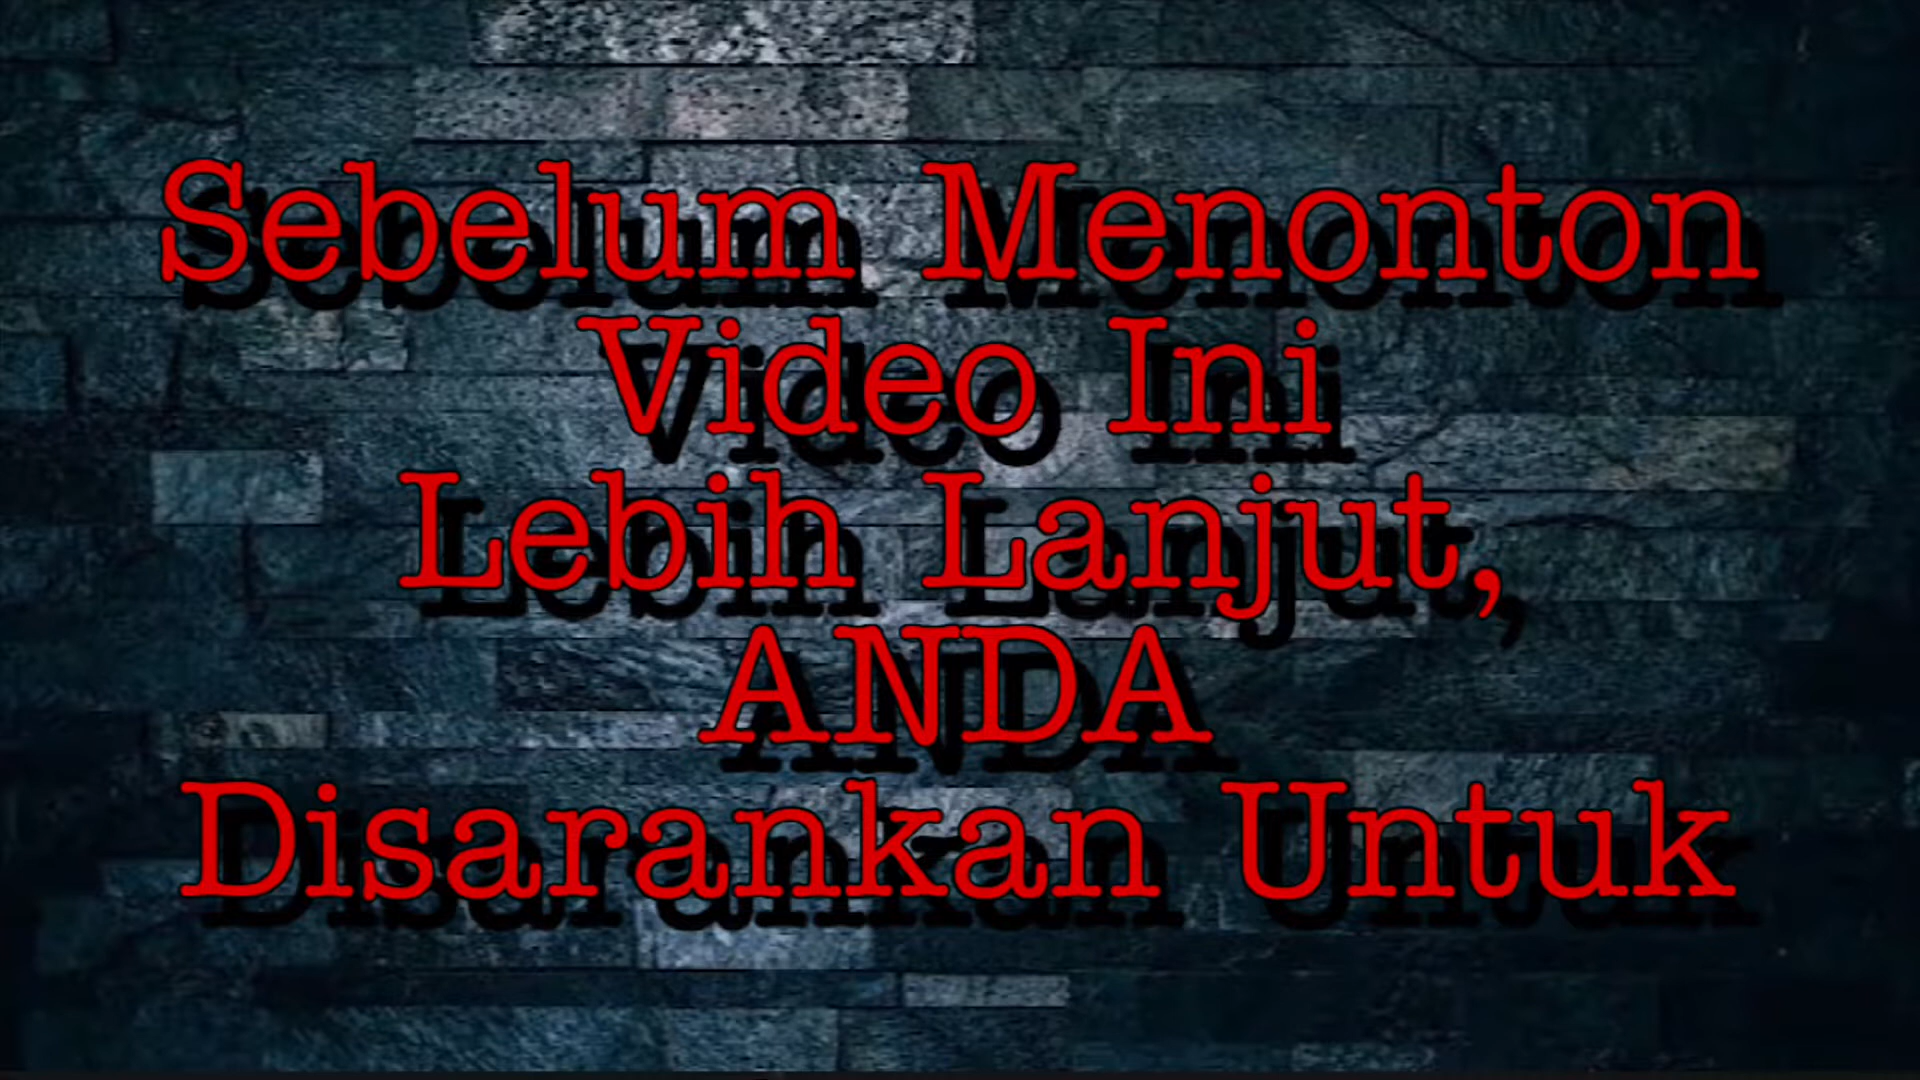 Sebelum Menonton
Video Ini
Lebih Lanjut,
ANDA
Disarankan Untuk